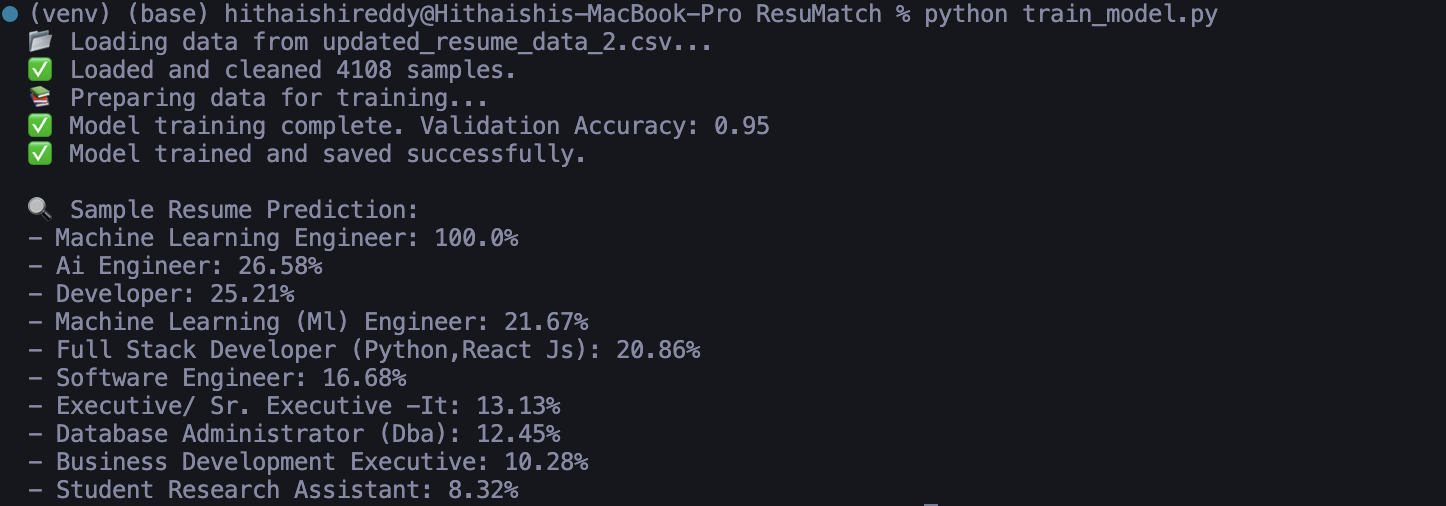 (venv) (base) hithaishireddy@Hithaishis-MacBook-Pro ResuMatch % python train_model.py
📂 Loading data from updated_resume_data_2.csv...
✅ Loaded and cleaned 4108 samples.
📚 Preparing data for training...
✅ Model training complete. Validation Accuracy: 0.95
✅ Model trained and saved successfully.
🔍 Sample Resume Prediction:
- Machine Learning Engineer: 100.0%
- Ai Engineer: 26.58%
- Developer: 25.21%
- Machine Learning (Ml) Engineer: 21.67%
- Full Stack Developer (Python,React Js): 20.86%
- Software Engineer: 16.68%
- Executive/ Sr. Executive -It: 13.13%
- Database Administrator (Dba): 12.45%
- Business Development Executive: 10.28%
- Student Research Assistant: 8.32%